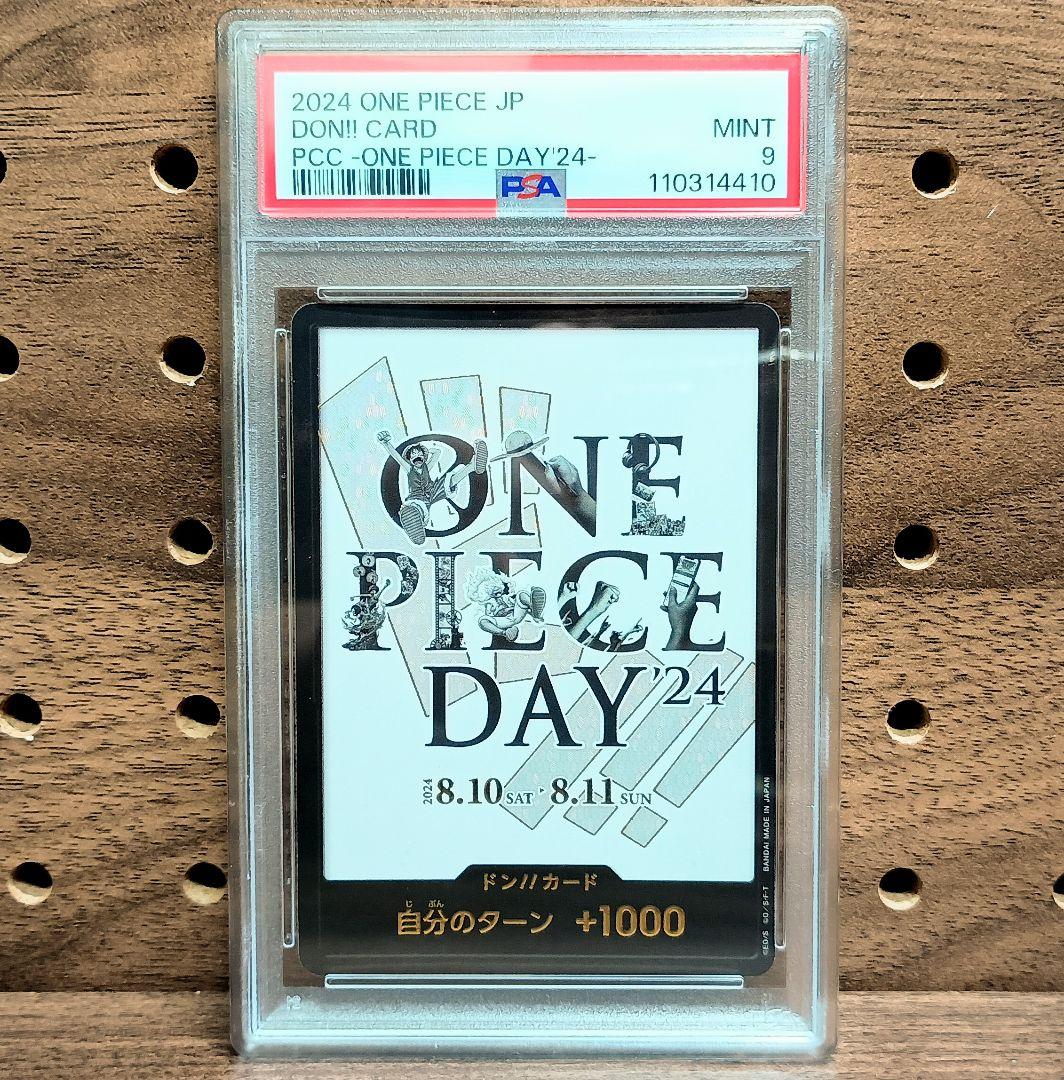 2024 ONE PIECE JP
DON!! CARD
MINT
PCC -ONE PIECE DAY'24-
9
PSA
110314410
ONE
PIECE
DAY'24
2024 8.10 SAT ▸ 8.11 SUN
ドン!!カード
じ ぶん
自分のターン +1000
©E.O/S ©O/S・F・T BANDAI MADE IN JAPAN